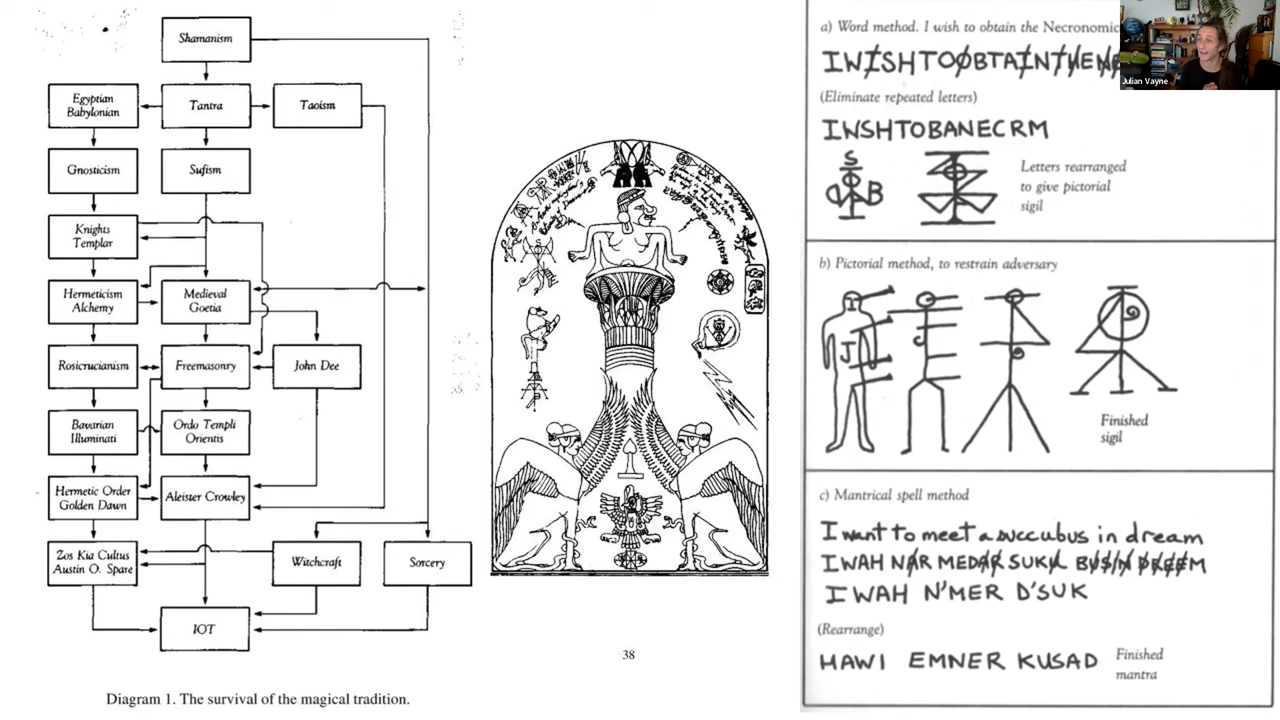 Shamanism
Egyptian
Babylonian
Tantra
Taoism
Gnosticism
Sufism
Knights
Templar
Hermeticism
Alchemy
Medieval
Goetia
Rosicrucianism
Freemasonry
John Dee
Bavarian
Illuminati
Ordo Templi
Orientis
Hermetic Order
Golden Dawn
Aleister Crowley
Zos Kia Cultus
Austin O. Spare
Witchcraft
Sorcery
IOT
Diagram 1. The survival of the magical tradition.
38
a) Word method. I wish to obtain the Necronomic
IWISHTOOBTAINTHENE
(Eliminate repeated letters)
IWSHTOBANECRM
S
B
Letters rearranged
to give pictorial
sigil
b) Pictorial method, to restrain adversary
J
Finished
sigil
c) Mantrical spell method
I want to meet a succubus in dream
I WAH NAR MEDAR SUKU BUSIN DREEM
I WAH N'MER D'SUK
(Rearrange)
HAWI EMNER KUSAD
Finished
mantra
Julian Vayne